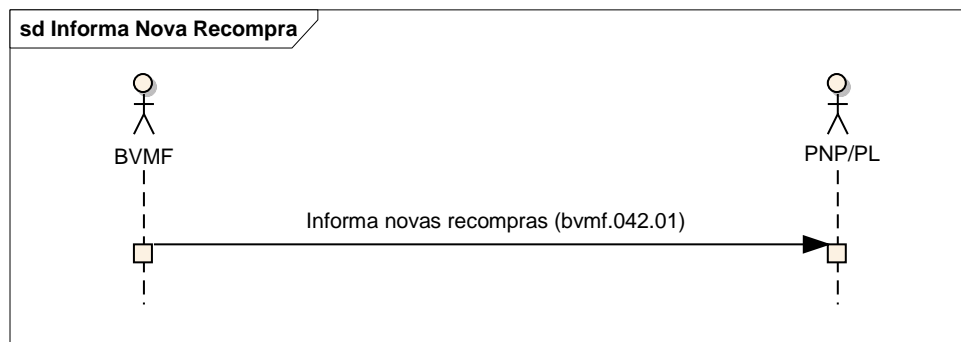 sd Informa Nova Recompra
BVMF
PNP/PL
Informa novas recompras (bvmf.042.01)